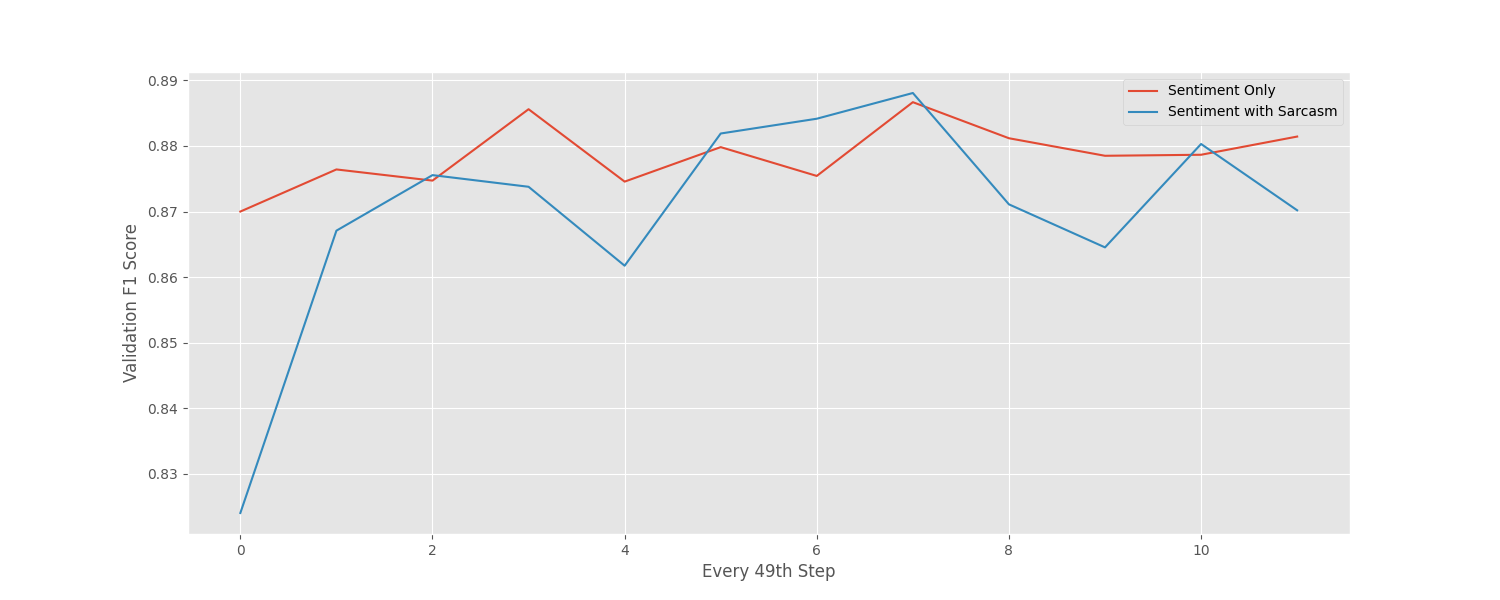 Sentiment Only
Sentiment with Sarcasm
Validation F1 Score
0.89
0.88
0.87
0.86
0.85
0.84
0.83
0 2 4 6 8 10
Every 49th Step